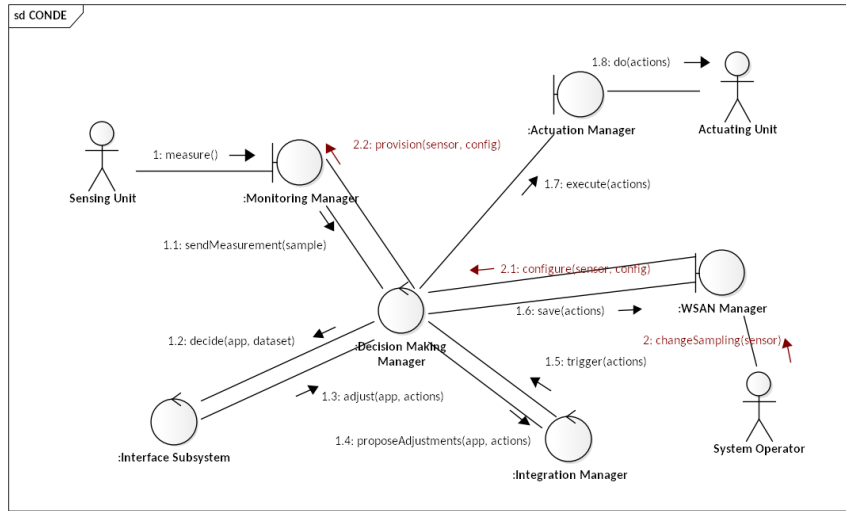 sd CONDE
1.8: do(actions)
:Actuation Manager
Actuating Unit
1: measure()
2.2: provision(sensor, config)
Sensing Unit
:Monitoring Manager
1.7: execute(actions)
1.1: sendMeasurement(sample)
2.1: configure(sensor, config)
1.6: save(actions)
:WSAN Manager
1.2: decide(app, dataset)
:Decision Making
Manager
2: changeSampling(sensor)
1.5: trigger(actions)
1.3: adjust(app, actions)
1.4: proposeAdjustments(app, actions)
:Interface Subsystem
:Integration Manager
System Operator